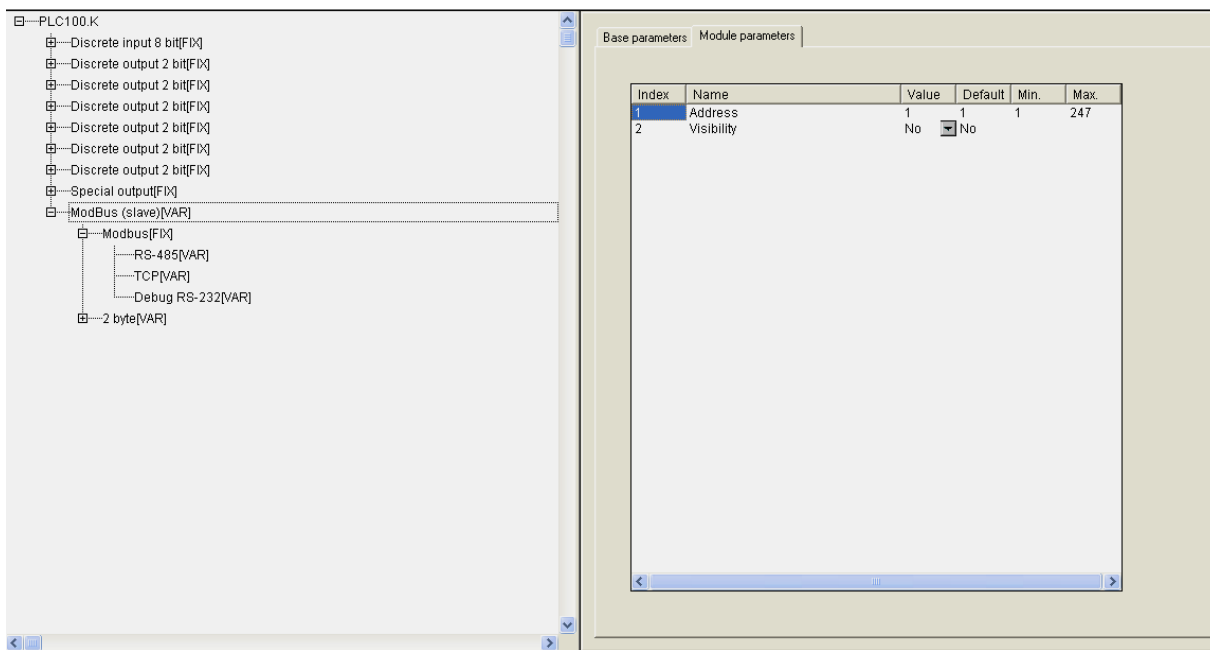 PLC100.K
Discrete input 8 bit[FIX]
Discrete output 2 bit[FIX]
Discrete output 2 bit[FIX]
Discrete output 2 bit[FIX]
Discrete output 2 bit[FIX]
Discrete output 2 bit[FIX]
Discrete output 2 bit[FIX]
Special output[FIX]
ModBus (slave)[VAR]
Modbus[FIX]
RS-485[VAR]
TCP[VAR]
Debug RS-232[VAR]
2 byte[VAR]
Base parameters Module parameters
Index Name Value Default Min. Max.
1 Address 1 1 1 247
2 Visibility No No